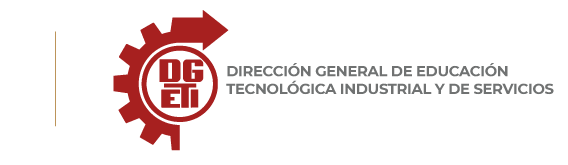 DG
ETI
DIRECCIÓN GENERAL DE EDUCACIÓN
TECNOLÓGICA INDUSTRIAL Y DE SERVICIOS